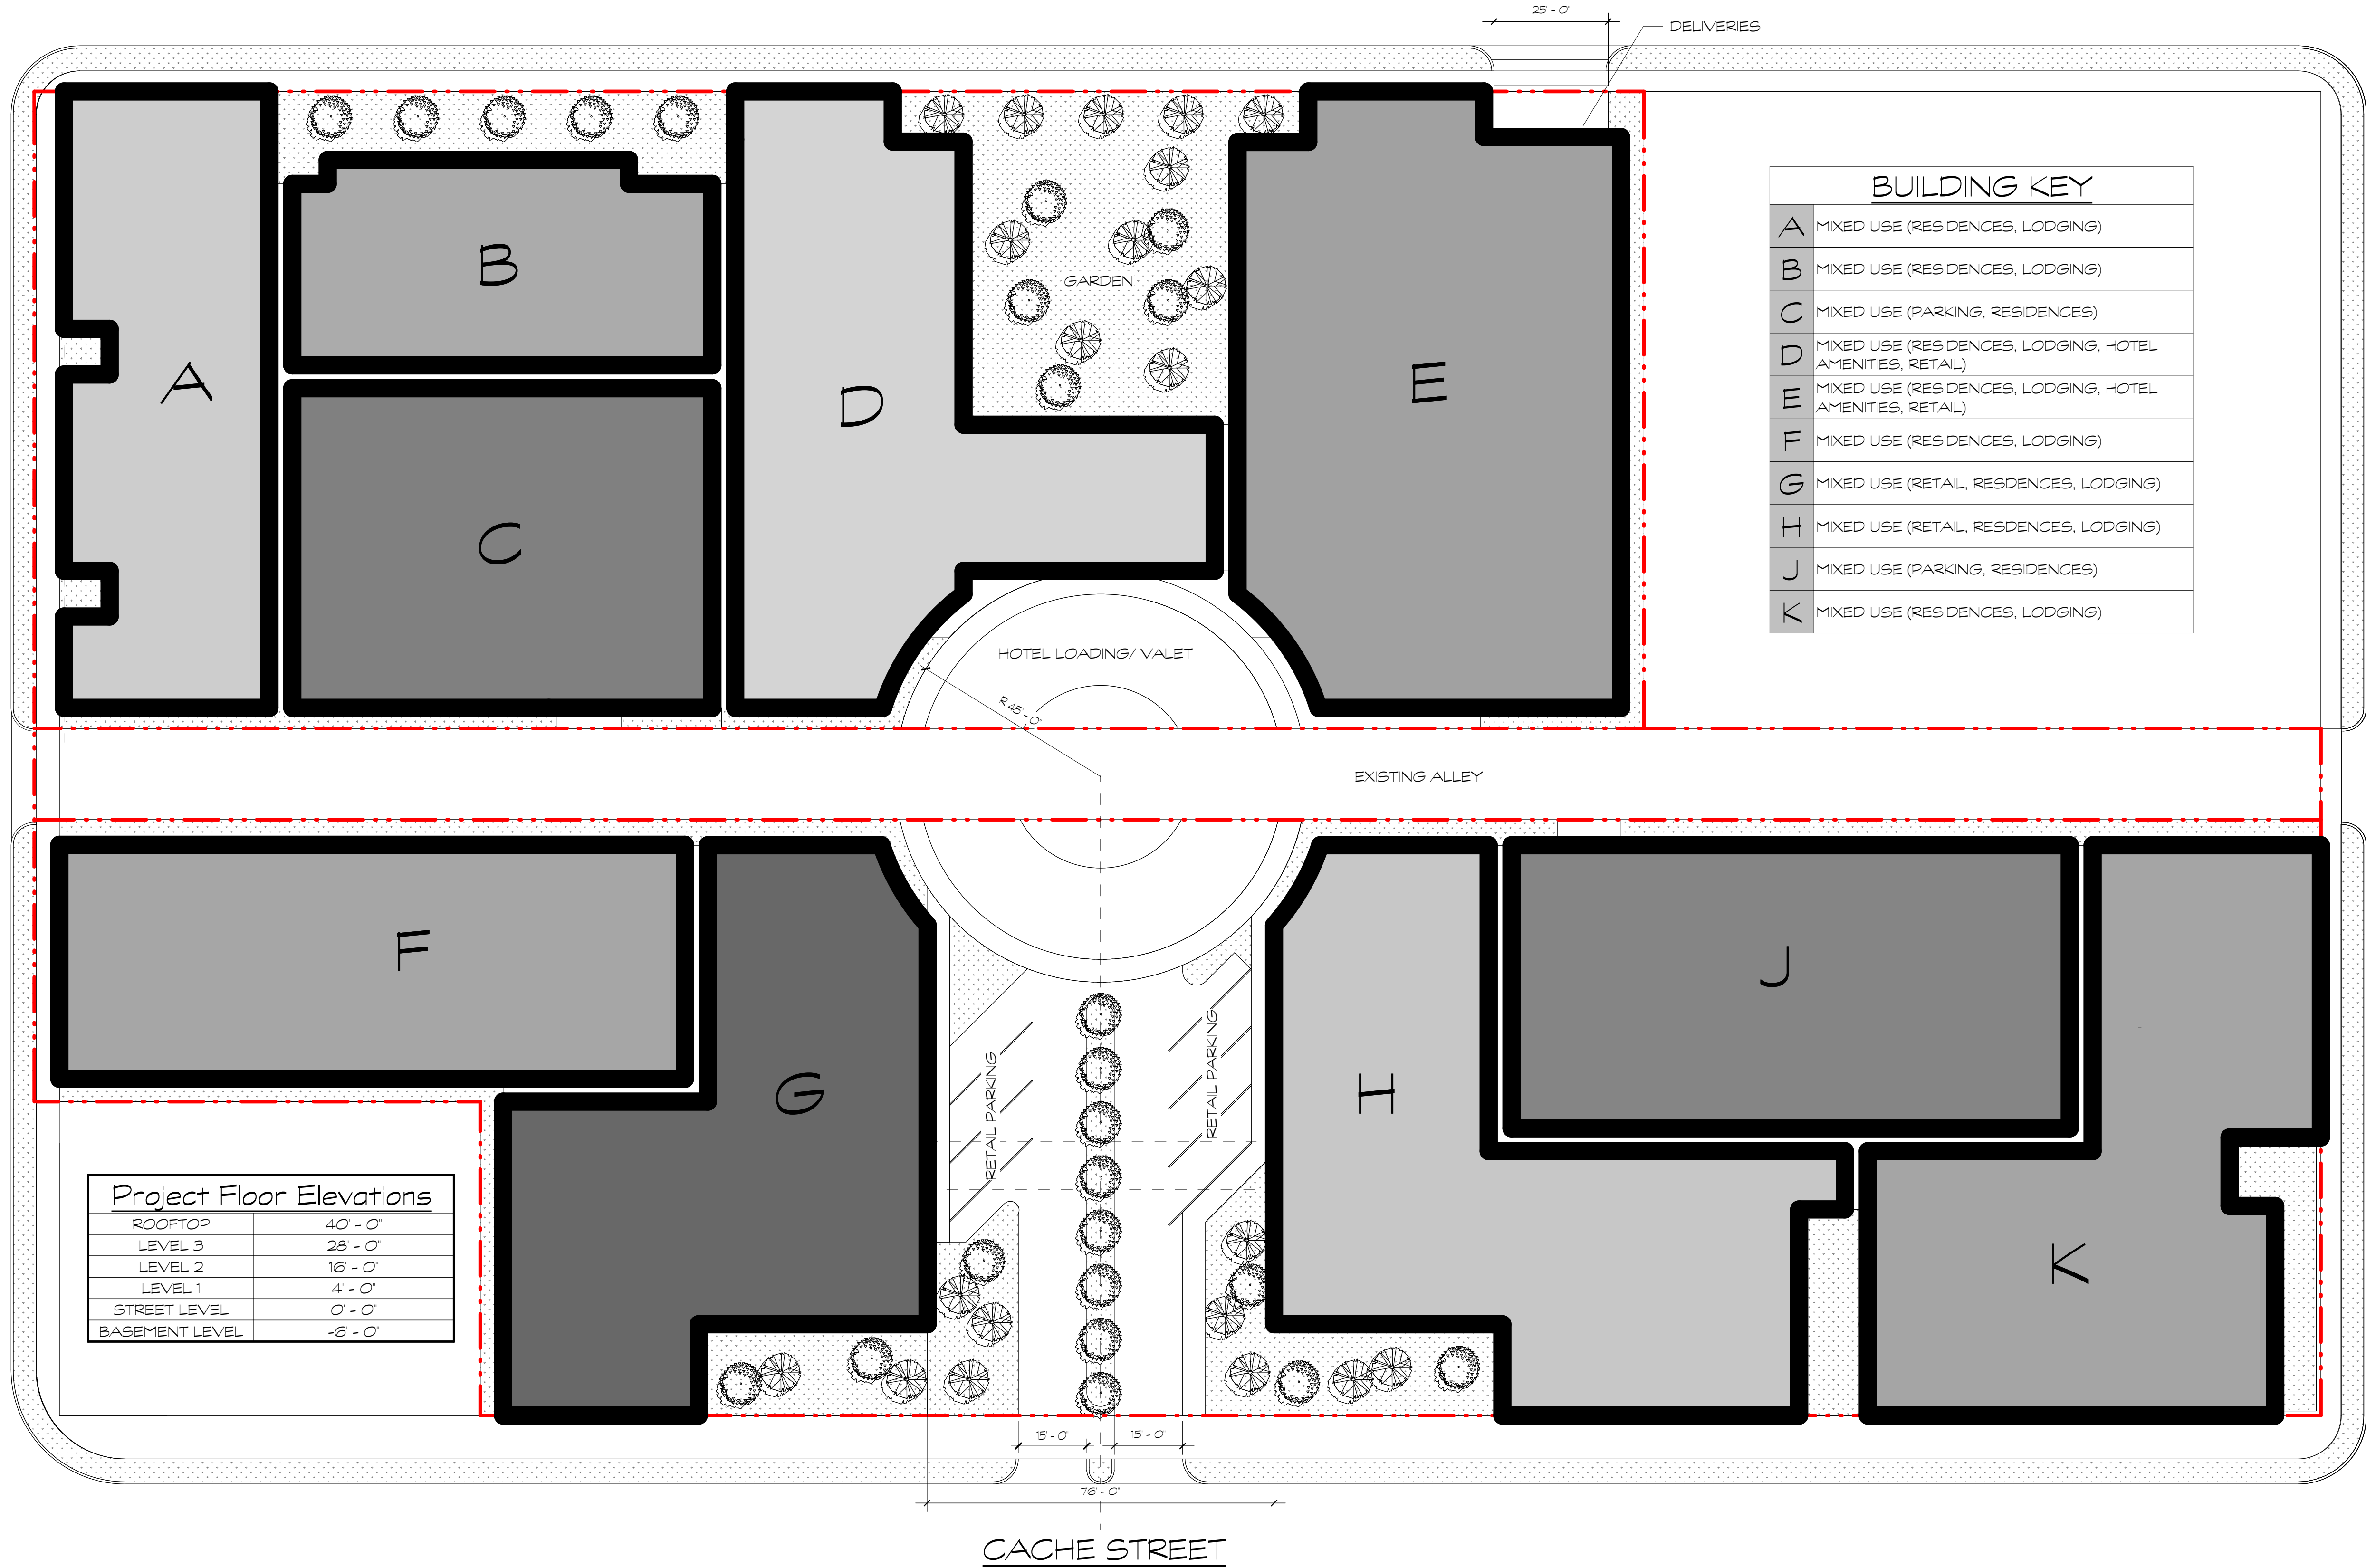 25' - 0"
DELIVERIES
A
B
C
D
E
GARDEN
BUILDING KEY
A MIXED USE (RESIDENCES, LODGING)
B MIXED USE (RESIDENCES, LODGING)
C MIXED USE (PARKING, RESIDENCES)
D MIXED USE (RESIDENCES, LODGING, HOTEL
AMENITIES, RETAIL)
E MIXED USE (RESIDENCES, LODGING, HOTEL
AMENITIES, RETAIL)
F MIXED USE (RESIDENCES, LODGING)
G MIXED USE (RETAIL, RESDENCES, LODGING)
H MIXED USE (RETAIL, RESDENCES, LODGING)
J MIXED USE (PARKING, RESIDENCES)
K MIXED USE (RESIDENCES, LODGING)
HOTEL LOADING/ VALET
R 45' - 0"
EXISTING ALLEY
F
G
RETAIL PARKING
RETAIL PARKING
H
J
K
Project Floor Elevations
ROOFTOP 40' - 0"
LEVEL 3 28' - 0"
LEVEL 2 16' - 0"
LEVEL 1 4' - 0"
STREET LEVEL 0' - 0"
BASEMENT LEVEL -6' - 0"
15' - 0"
15' - 0"
76' - 0"
CACHE STREET